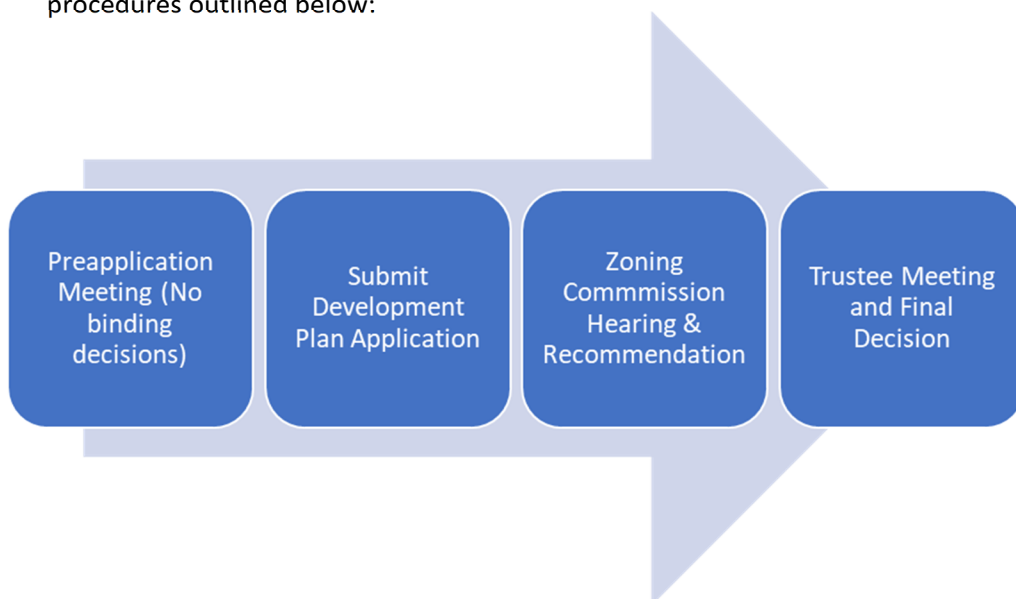 procedures outlined below:
Preapplication
Meeting (No
binding
decisions)
Submit
Development
Plan Application
Zoning
Commmission
Hearing &
Recommendation
Trustee Meeting
and Final
Decision